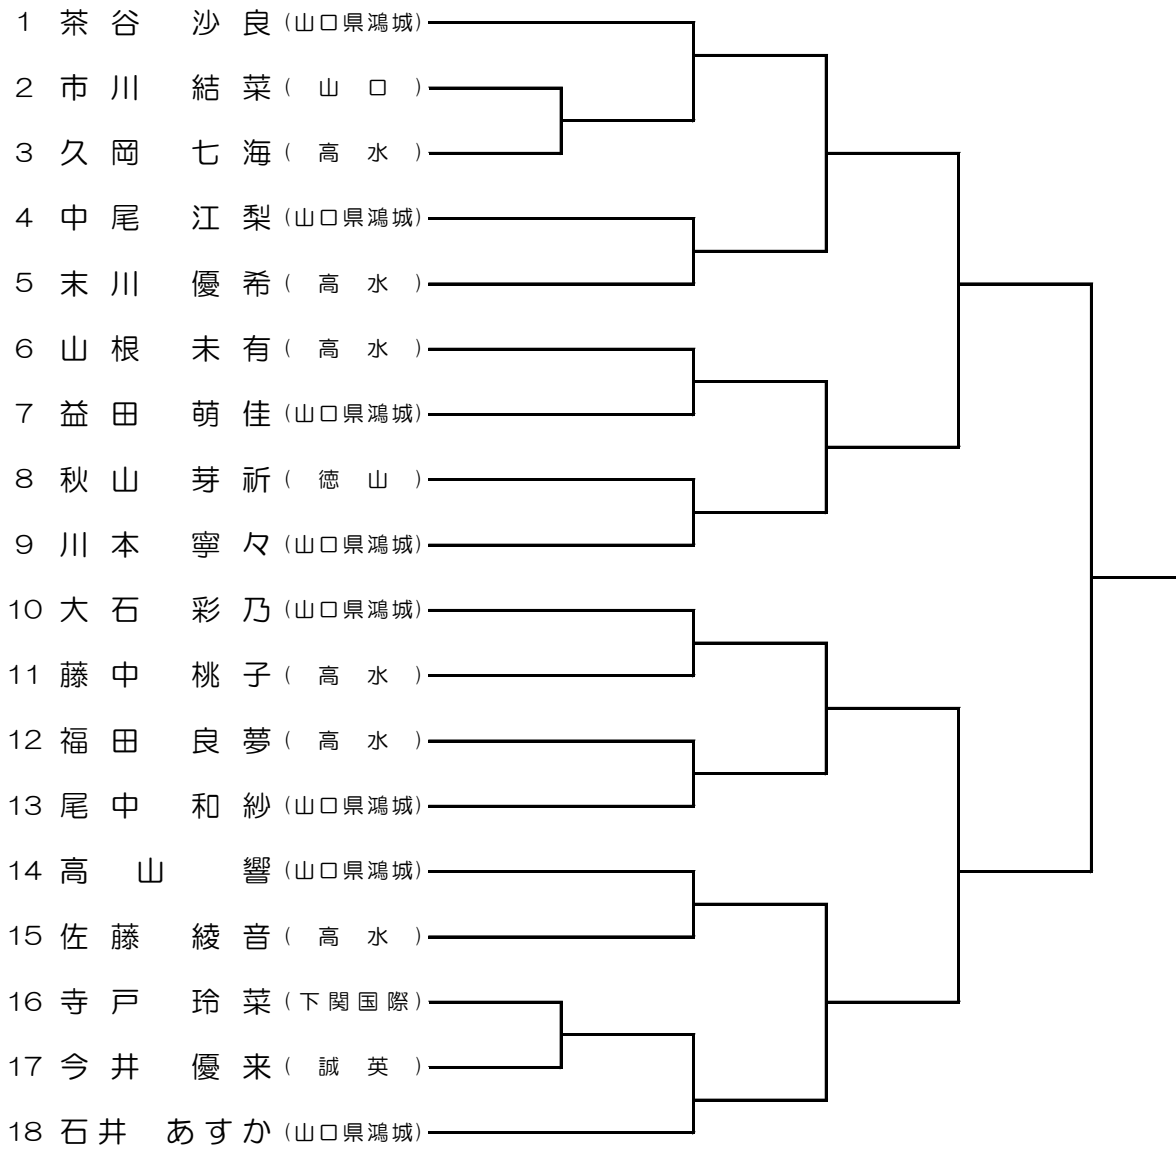 1 茶谷 沙良 (山口県鴻城)
2 市川 結菜 (山口)
3 久岡 七海 (高水)
4 中尾 江梨 (山口県鴻城)
5 末川 優希 (高水)
6 山根 未有 (高水)
7 益田 萌佳 (山口県鴻城)
8 秋山 芽祈 (徳山)
9 川本 寧々 (山口県鴻城)
10 大石 彩乃 (山口県鴻城)
11 藤中 桃子 (高水)
12 福田 良夢 (高水)
13 尾中 和紗 (山口県鴻城)
14 高山 響 (山口県鴻城)
15 佐藤 綾音 (高水)
16 寺戸 玲菜 (下関国際)
17 今井 優来 (誠英)
18 石井 あすか (山口県鴻城)